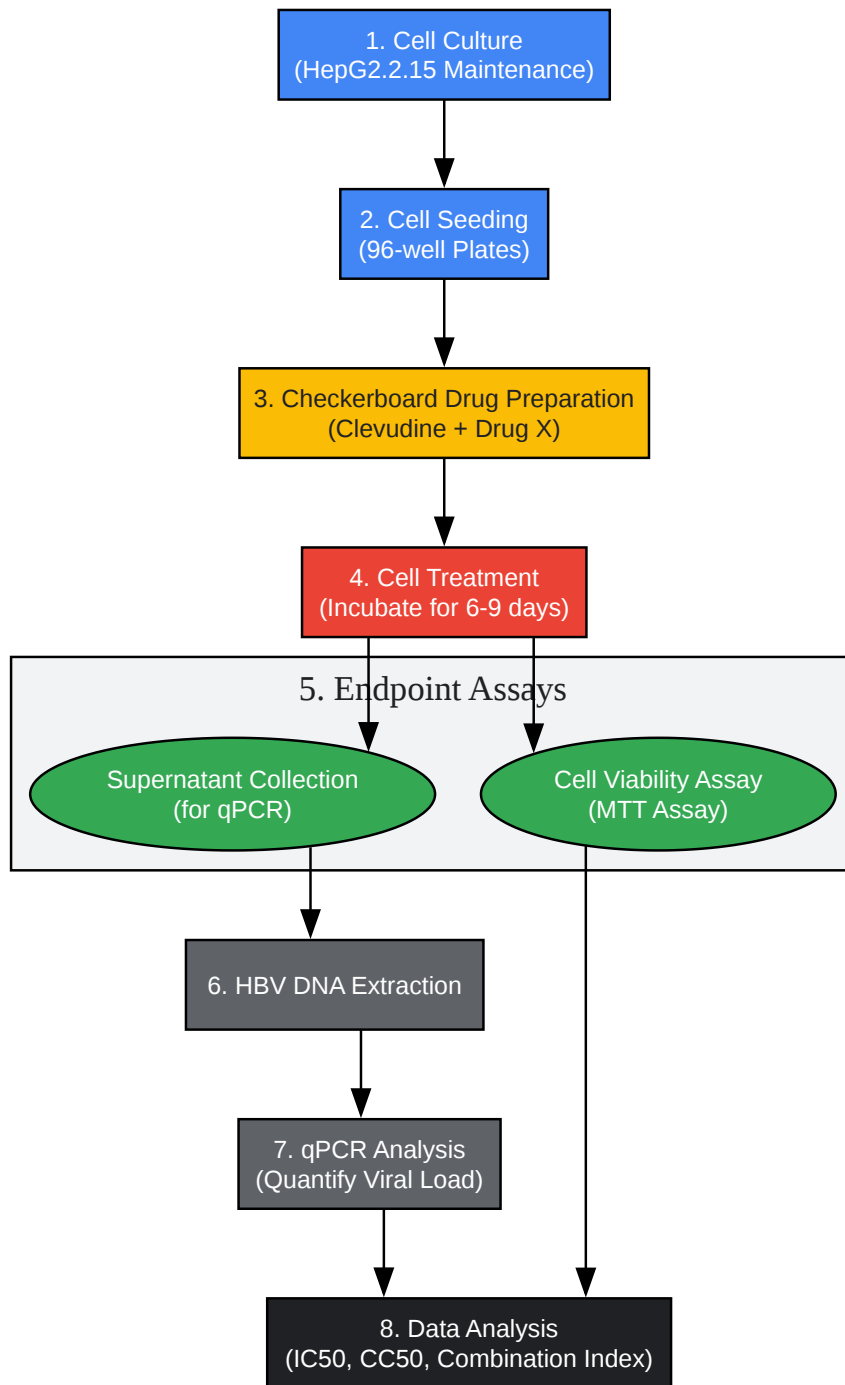 1. Cell Culture
(HepG2.2.15 Maintenance)
2. Cell Seeding
(96-well Plates)
3. Checkerboard Drug Preparation
(Clevudine + Drug X)
4. Cell Treatment
(Incubate for 6-9 days)
5. Endpoint Assays
Supernatant Collection
(for qPCR)
Cell Viability Assay
(MTT Assay)
6. HBV DNA Extraction
7. qPCR Analysis
(Quantify Viral Load)
8. Data Analysis
(IC50, CC50, Combination Index)